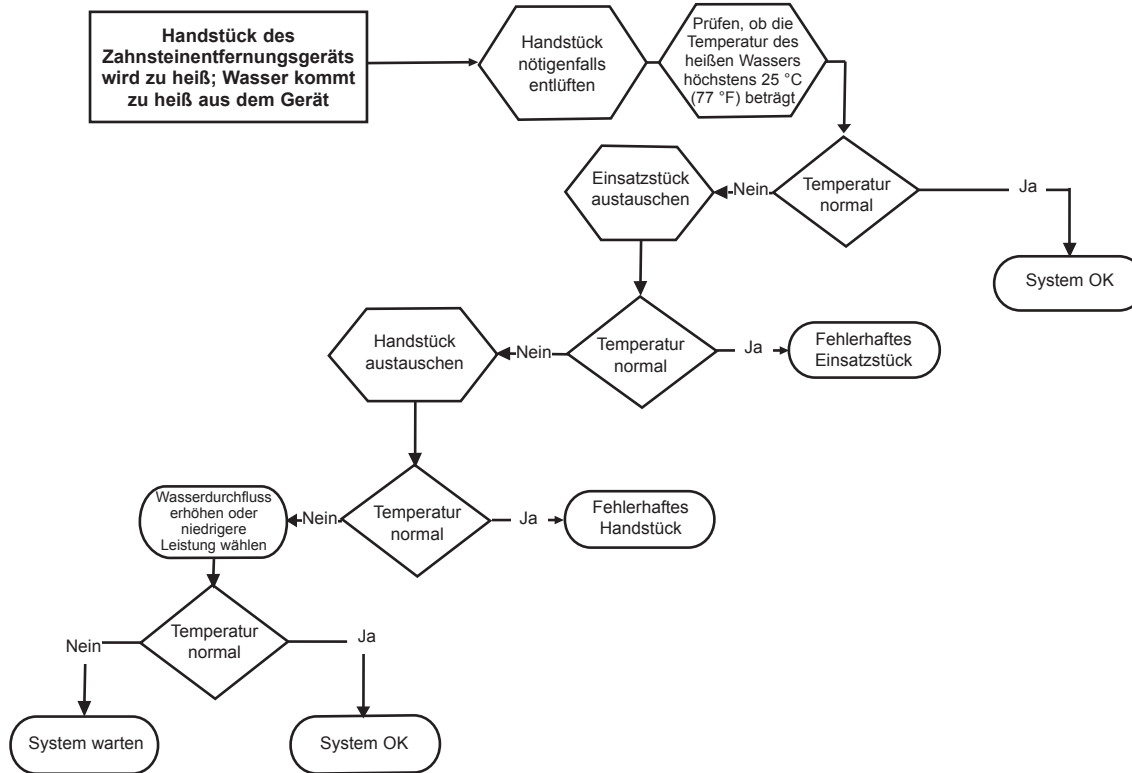 Handstück des
Zahnsteinentfernungsgeräts
wird zu heiß; Wasser kommt
zu heiß aus dem Gerät
Handstück
nötigenfalls
entlüften
Prüfen, ob die
Temperatur des
heißen Wassers
höchstens 25 °C
(77 °F) beträgt
Einsatzstück
austauschen
Nein
Temperatur
normal
Ja
System OK
Handstück
austauschen
Nein
Temperatur
normal
Ja
Fehlerhaftes
Einsatzstück
Wasserdurchfluss
erhöhen oder
niedrigere
Leistung wählen
Nein
Temperatur
normal
Ja
Fehlerhaftes
Handstück
Nein
Temperatur
normal
Ja
System warten
System OK